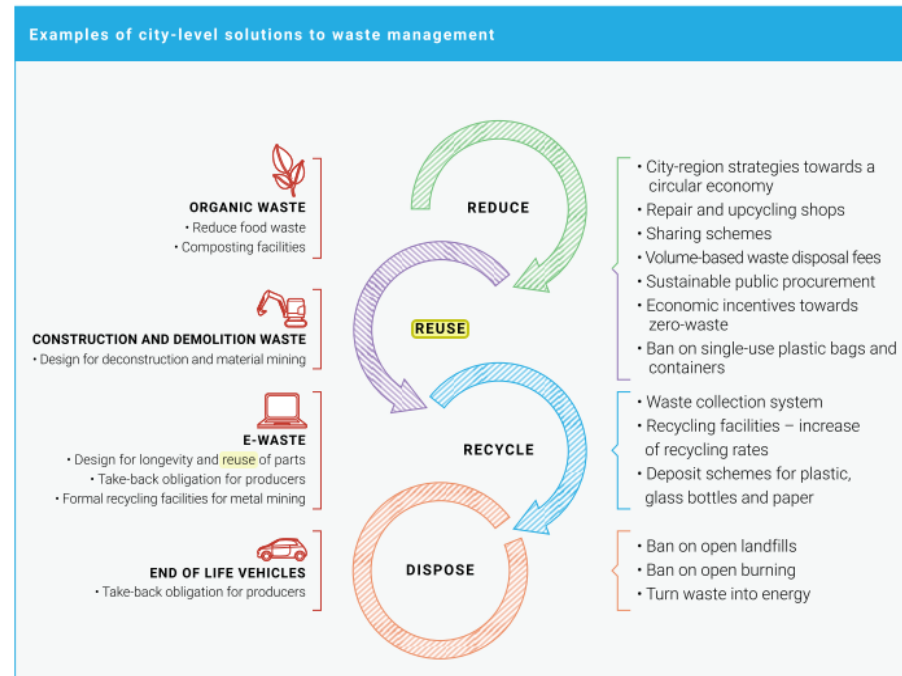 Examples of city-level solutions to waste management
ORGANIC WASTE
• Reduce food waste
• Composting facilities
CONSTRUCTION AND DEMOLITION WASTE
• Design for deconstruction and material mining
E-WASTE
• Design for longevity and reuse of parts
• Take-back obligation for producers
• Formal recycling facilities for metal mining
END OF LIFE VEHICLES
• Take-back obligation for producers
REDUCE
REUSE
RECYCLE
DISPOSE
• City-region strategies towards a
circular economy
• Repair and upcycling shops
• Sharing schemes
• Volume-based waste disposal fees
• Sustainable public procurement
• Economic incentives towards
zero-waste
• Ban on single-use plastic bags and
containers
• Waste collection system
• Recycling facilities – increase
of recycling rates
• Deposit schemes for plastic,
glass bottles and paper
• Ban on open landfills
• Ban on open burning
• Turn waste into energy